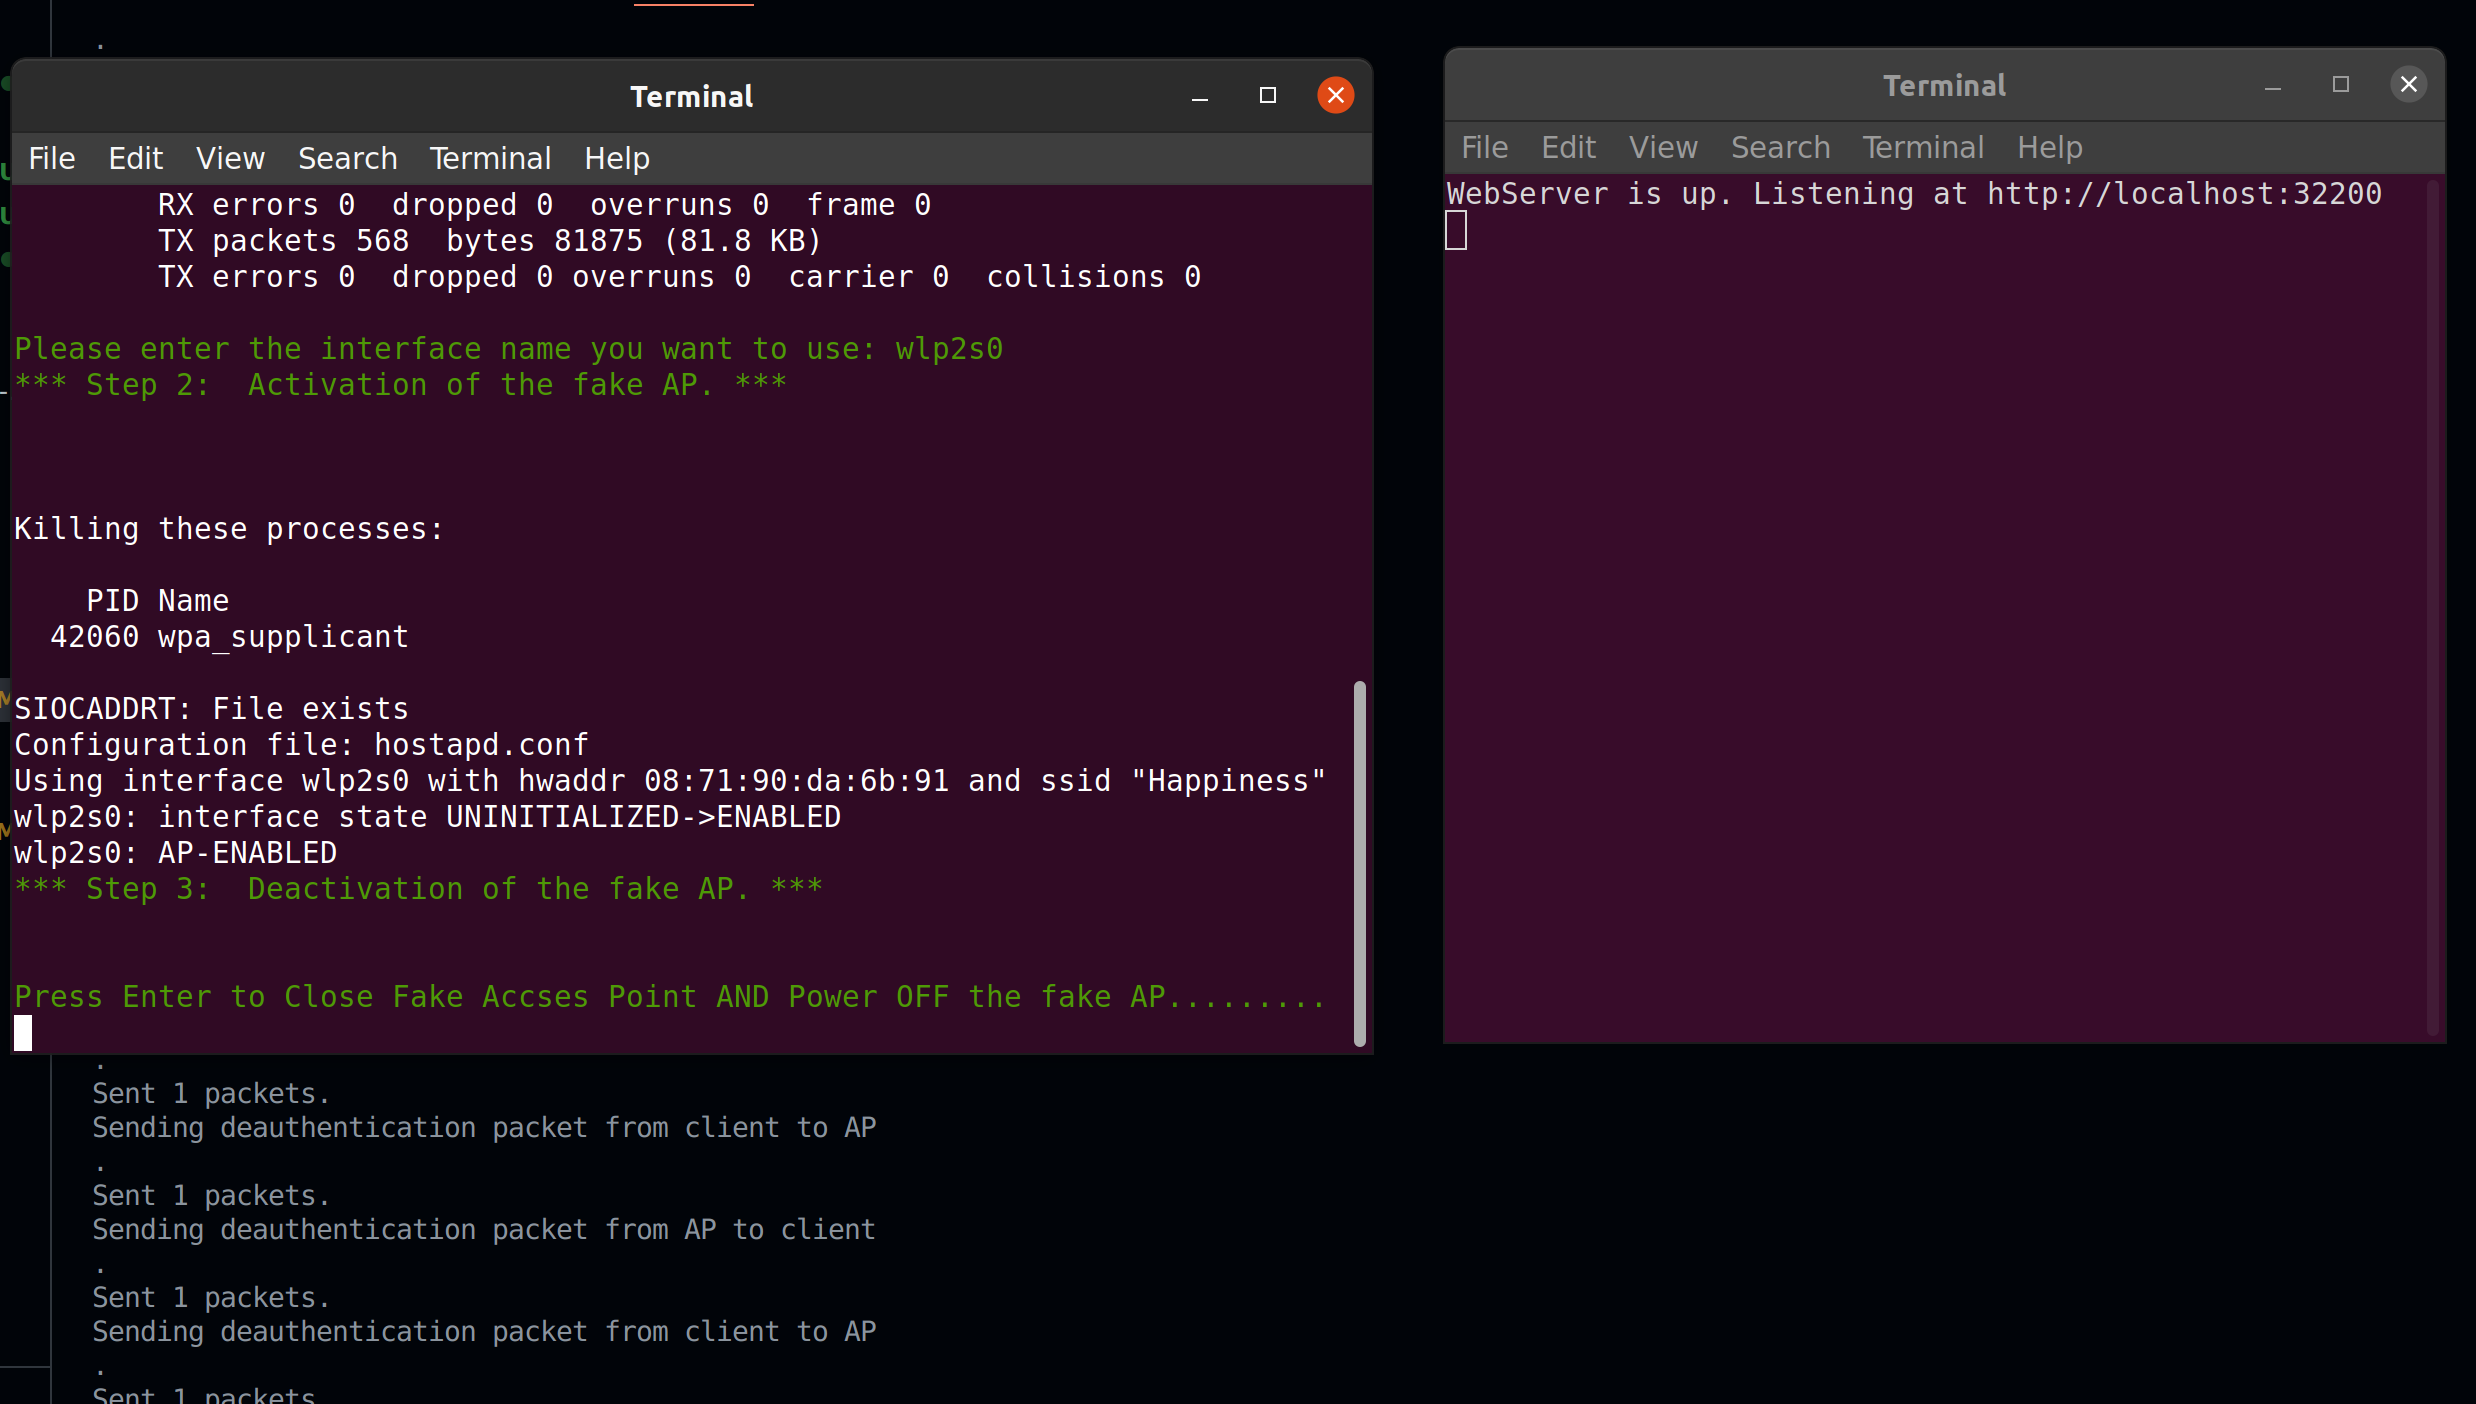 Terminal
File Edit View Search Terminal Help
RX errors 0  dropped 0  overruns 0  frame 0
TX packets 568  bytes 81875 (81.8 KB)
TX errors 0  dropped 0 overruns 0  carrier 0  collisions 0
Please enter the interface name you want to use: wlp2s0
*** Step 2:  Activation of the fake AP. ***
Killing these processes:
PID Name
42060 wpa_supplicant
SIOCADDRT: File exists
Configuration file: hostapd.conf
Using interface wlp2s0 with hwaddr 08:71:90:da:6b:91 and ssid "Happiness"
wlp2s0: interface state UNINITIALIZED->ENABLED
wlp2s0: AP-ENABLED
*** Step 3:  Deactivation of the fake AP. ***
Press Enter to Close Fake Accses Point AND Power OFF the fake AP.........
Terminal
File Edit View Search Terminal Help
WebServer is up. Listening at http://localhost:32200
.
.
Sent 1 packets.
Sending deauthentication packet from client to AP
.
Sent 1 packets.
Sending deauthentication packet from AP to client
.
Sent 1 packets.
Sending deauthentication packet from client to AP
.
Sent 1 packets